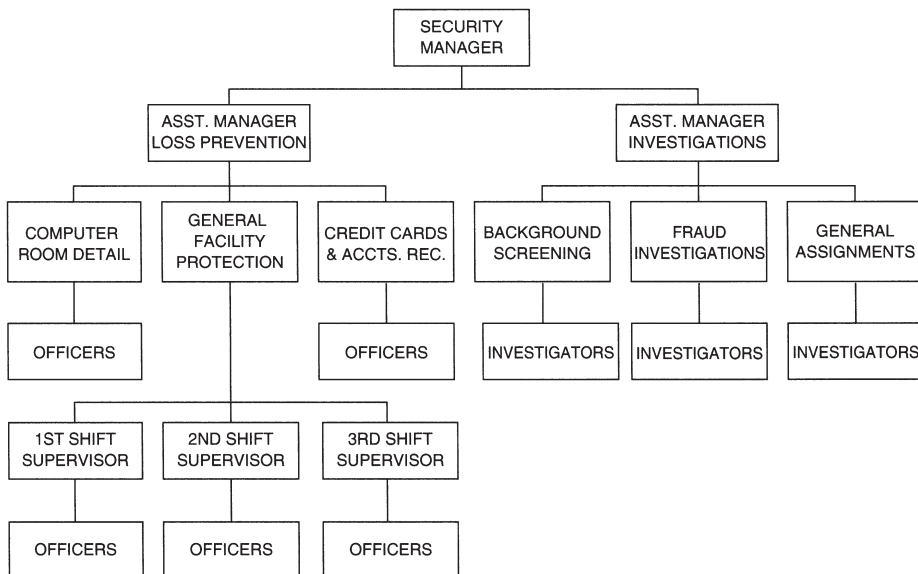 SECURITY
MANAGER
ASST. MANAGER
LOSS PREVENTION
ASST. MANAGER
INVESTIGATIONS
COMPUTER
ROOM DETAIL
GENERAL
FACILITY
PROTECTION
CREDIT CARDS
& ACCTS. REC.
BACKGROUND
SCREENING
FRAUD
INVESTIGATIONS
GENERAL
ASSIGNMENTS
OFFICERS
OFFICERS
INVESTIGATORS
INVESTIGATORS
INVESTIGATORS
1ST SHIFT
SUPERVISOR
2ND SHIFT
SUPERVISOR
3RD SHIFT
SUPERVISOR
OFFICERS
OFFICERS
OFFICERS